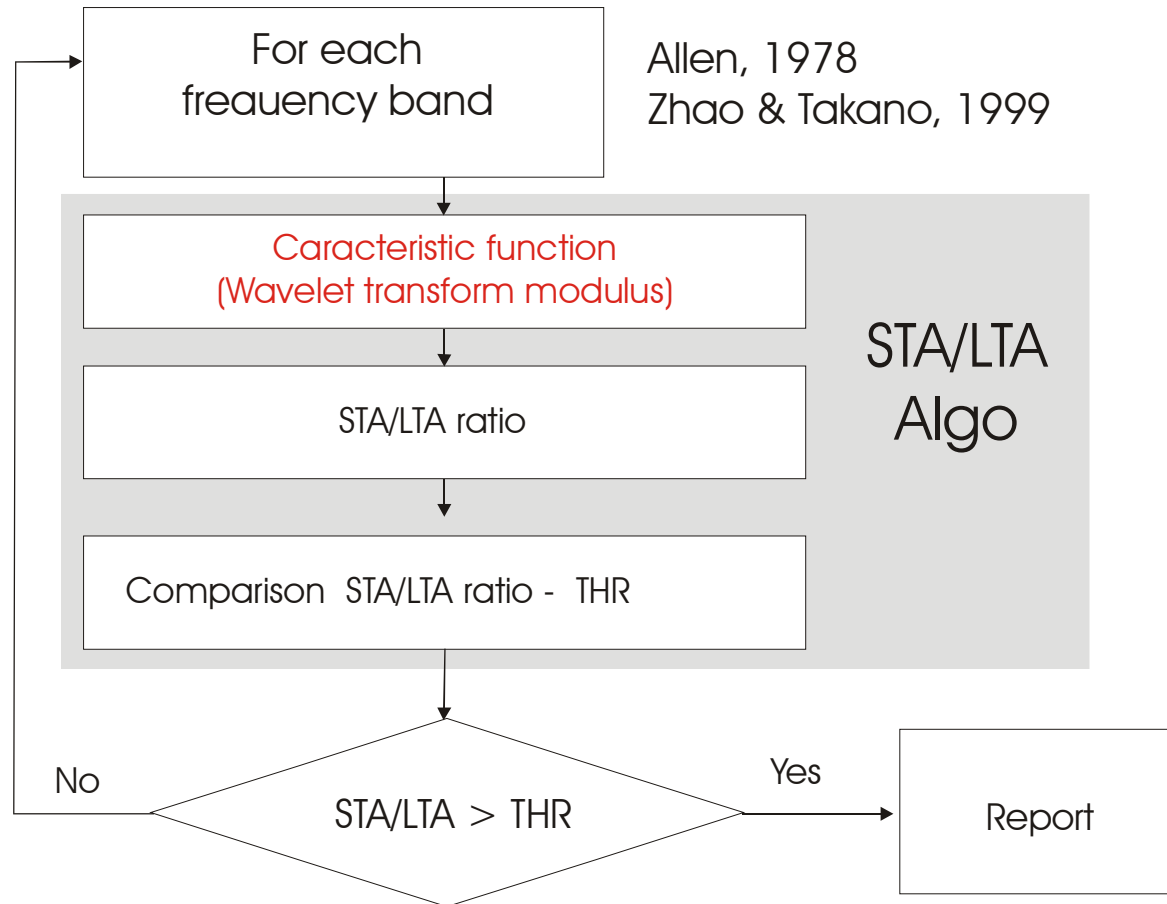 For each
freauency band
Allen, 1978
Zhao & Takano, 1999
Caracteristic function
(Wavelet transform modulus)
STA/LTA ratio
Comparison STA/LTA ratio - THR
STA/LTA
Algo
No
STA/LTA > THR
Yes
Report